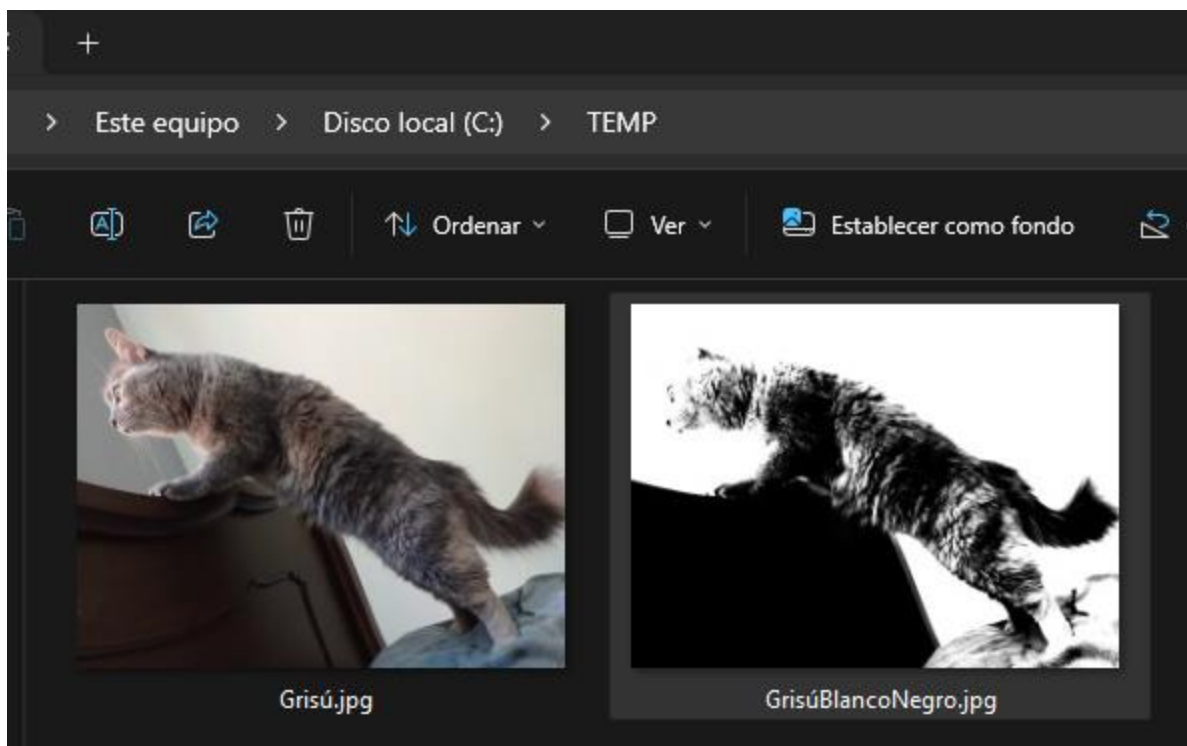 Este equipo > Disco local (C:) > TEMP
Ordenar Ver Establecer como fondo
Grisú.jpg GrisúBlancoNegro.jpg